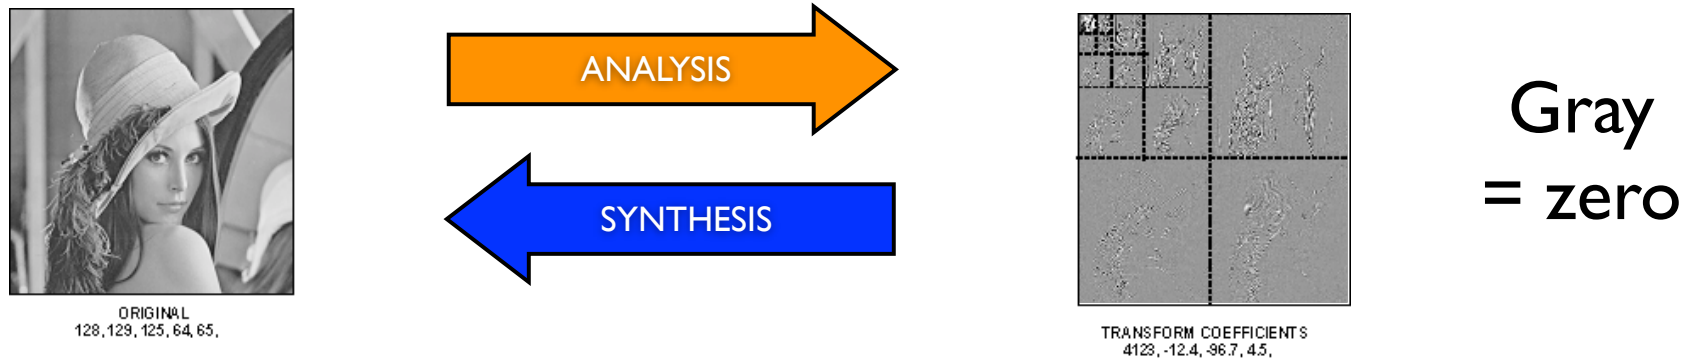 ANALYSIS
SYNTHESIS
Gray
= zero
ORIGINAL
128, 129, 125, 64, 65,
TRANSFORM COEFFICIENTS
4123, -12.4, -96.7, 4.5,